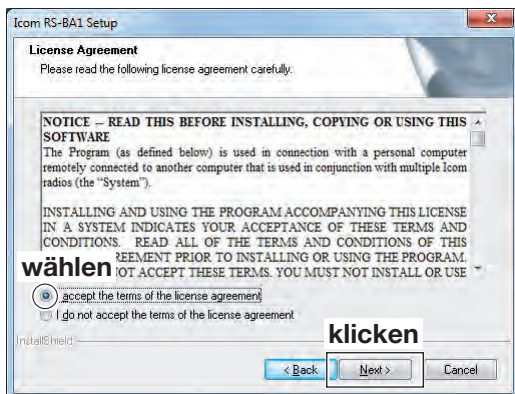 Icom RS-BA1 Setup
License Agreement
Please read the following license agreement carefully.
NOTICE – READ THIS BEFORE INSTALLING, COPYING OR USING THIS
SOFTWARE
The Program (as defined below) is used in connection with a personal computer
remotely connected to another computer that is used in conjunction with multiple Icom
radios (the “System”).
INSTALLING AND USING THE PROGRAM ACCOMPANYING THIS LICENSE
IN A SYSTEM INDICATES YOUR ACCEPTANCE OF THESE TERMS AND
CONDITIONS. READ ALL OF THE TERMS AND CONDITIONS OF THIS
PRIOR TO INSTALLING OR USING THE PROGRAM.
wählen
ACCEPT THESE TERMS. YOU MUST NOT INSTALL OR USE
accept the terms of the license agreement
I do not accept the terms of the license agreement
klicken
InstallShield
< Back
Next >
Cancel